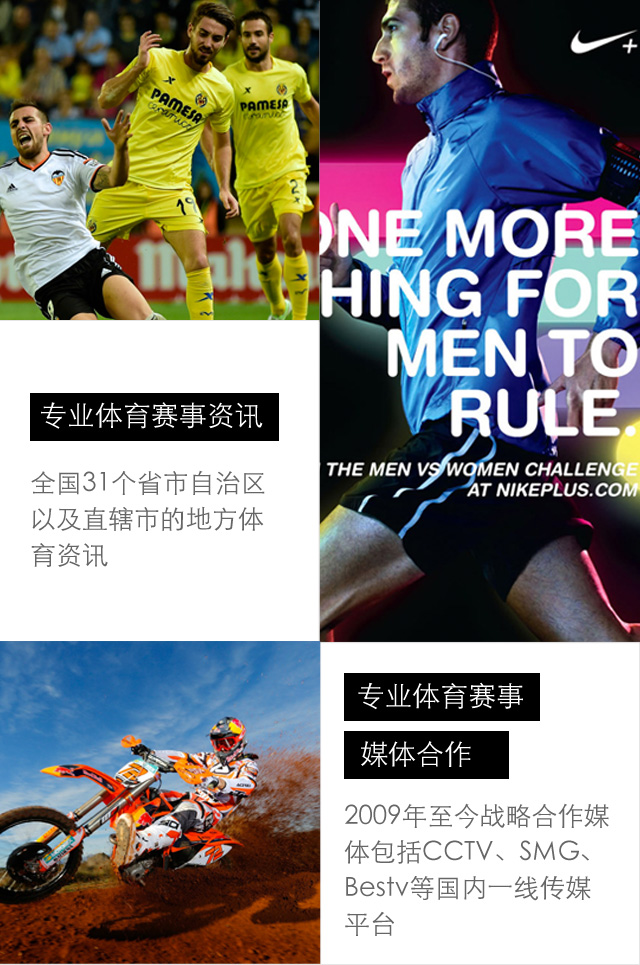 PAMESA
PAMESA
19
2
ONE MORE
HING FOR
MEN TO
RULE.
THE MEN VS WOMEN CHALLENGE
AT NIKEPLUS.COM
专业体育赛事资讯
全国31个省市自治区
以及直辖市的地方体
育资讯
专业体育赛事
媒体合作
2009年至今战略合作媒
体包括CCTV、SMG、
Bestv等国内一线传媒
平台